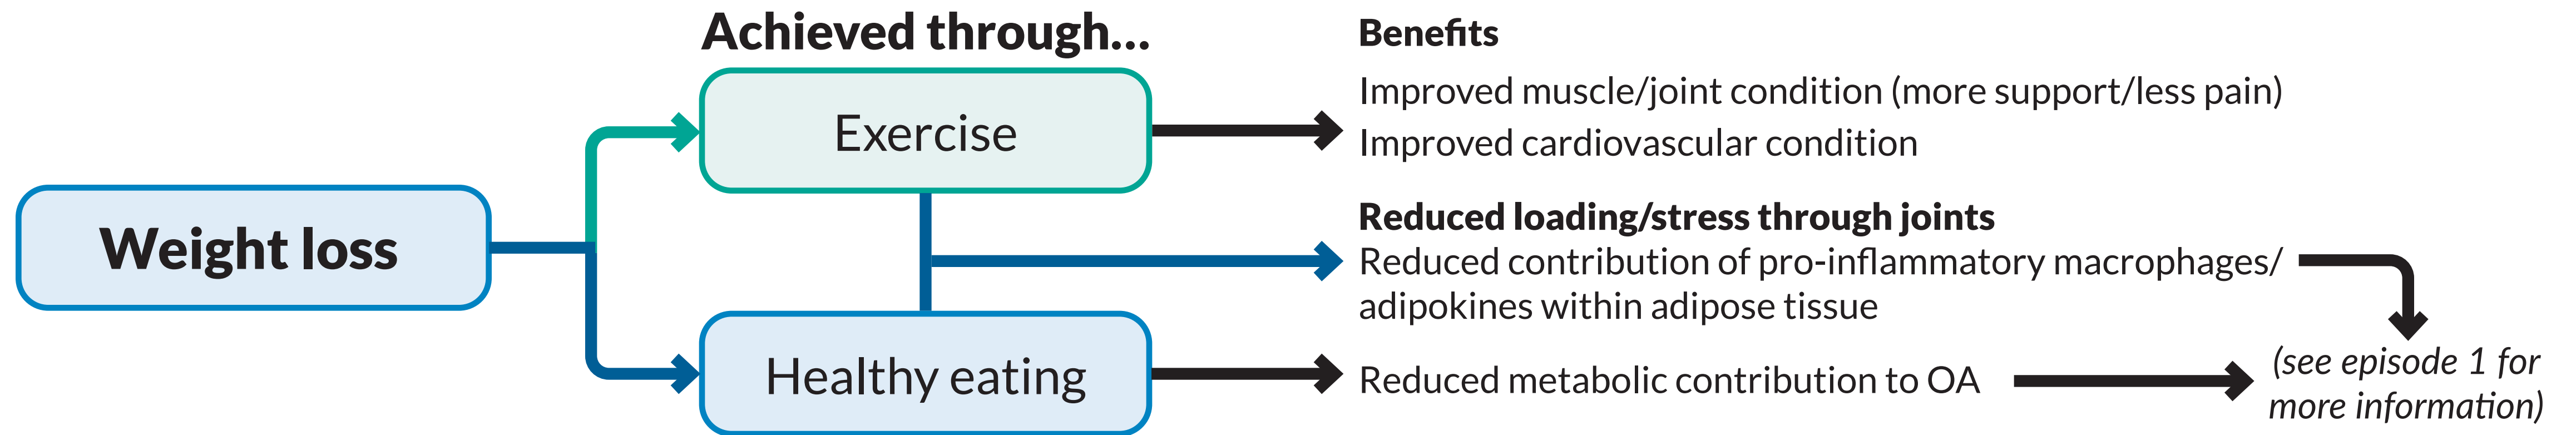 Achieved through...
Benefits
Exercise
Improved muscle/joint condition (more support/less pain)
Improved cardiovascular condition
Weight loss
Reduced loading/stress through joints
Reduced contribution of pro-inflammatory macrophages/
adipokines within adipose tissue
Healthy eating
Reduced metabolic contribution to OA
(see episode 1 for
more information)